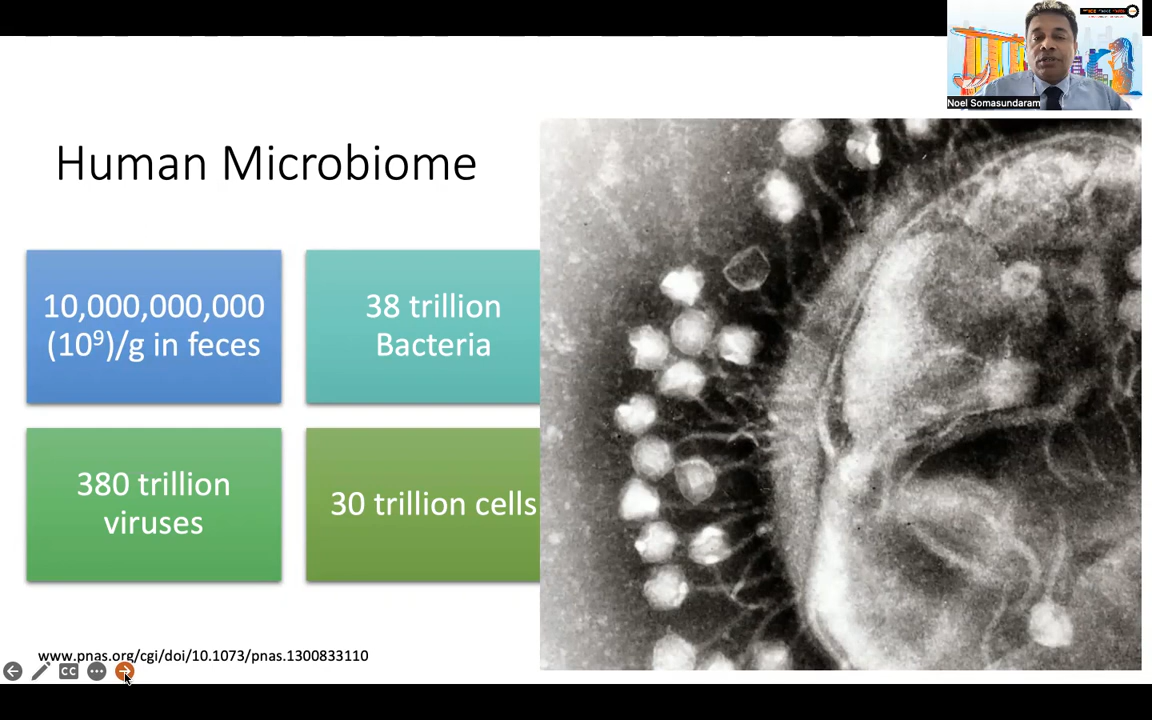 Noel Somasundaram
Human Microbiome
10,000,000,000
(10⁹)/g in feces
38 trillion
Bacteria
380 trillion
viruses
30 trillion cells
www.pnas.org/cgi/doi/10.1073/pnas.1300833110
CC